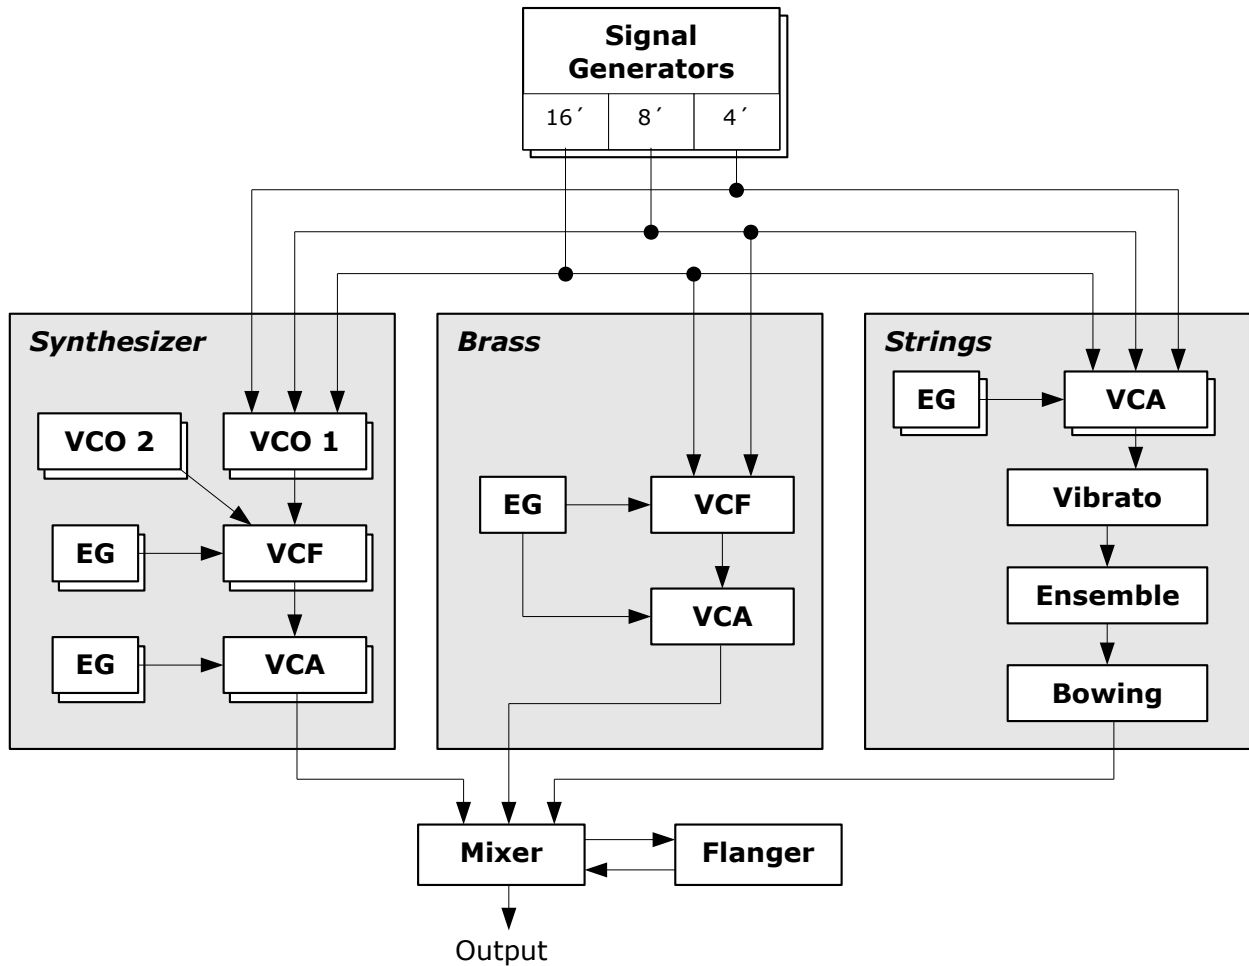 Signal
Generators
16´ 8´ 4´
Synthesizer
VCO 2
VCO 1
EG
VCF
EG
VCA
Brass
EG
VCF
VCA
Strings
EG
VCA
Vibrato
Ensemble
Bowing
Mixer
Flanger
Output